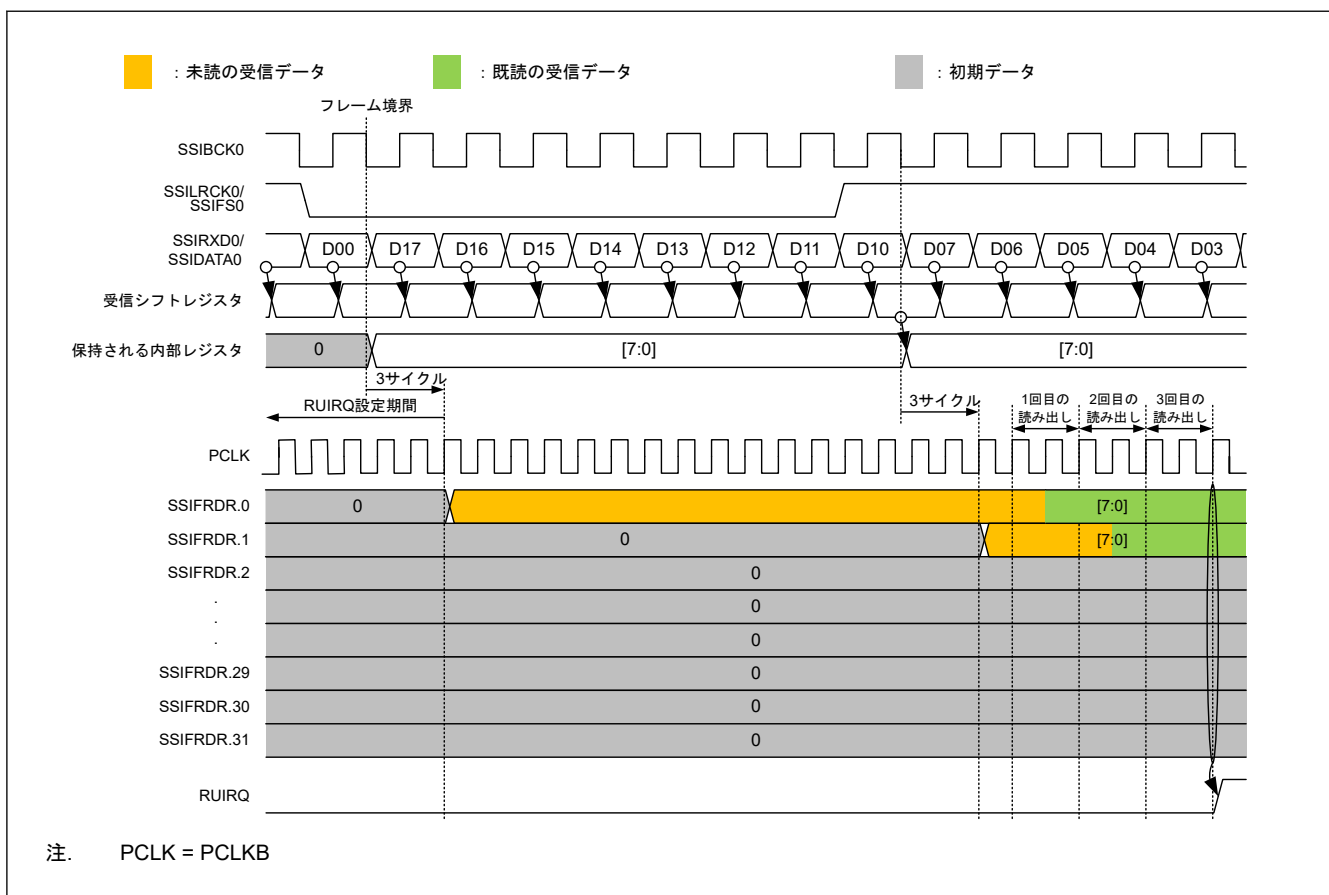 ：未読の受信データ
：既読の受信データ
：初期データ
フレーム境界
SSIBCK0
SSILRCK0/
SSIFS0
SSIRXD0/
SSIDATA0
D00 D17 D16 D15 D14 D13 D12 D11 D10 D07 D06 D05 D04 D03
受信シフトレジスタ
保持される内部レジスタ 0 [7:0] [7:0]
3サイクル
3サイクル
RUIRQ設定期間
1回目の
読み出し
2回目の
読み出し
3回目の
読み出し
PCLK
SSIFRDR.0 0 [7:0]
SSIFRDR.1 0 [7:0]
SSIFRDR.2 0
. 0
.
. 0
SSIFRDR.29 0
SSIFRDR.30 0
SSIFRDR.31 0
RUIRQ
注. PCLK = PCLKB